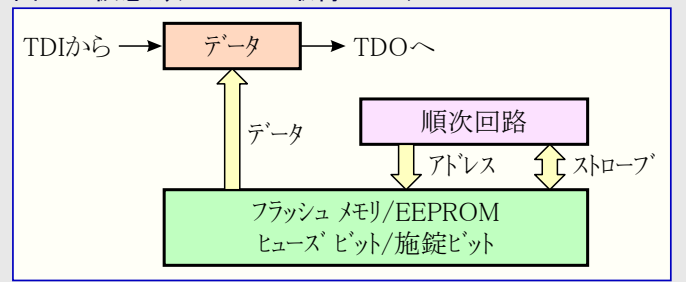 TDIから
データ
TDOへ
データ
順次回路
アドレス
ストローブ
フラッシュ メモリ/EEPROM
ヒューズ ビット/施錠ビット